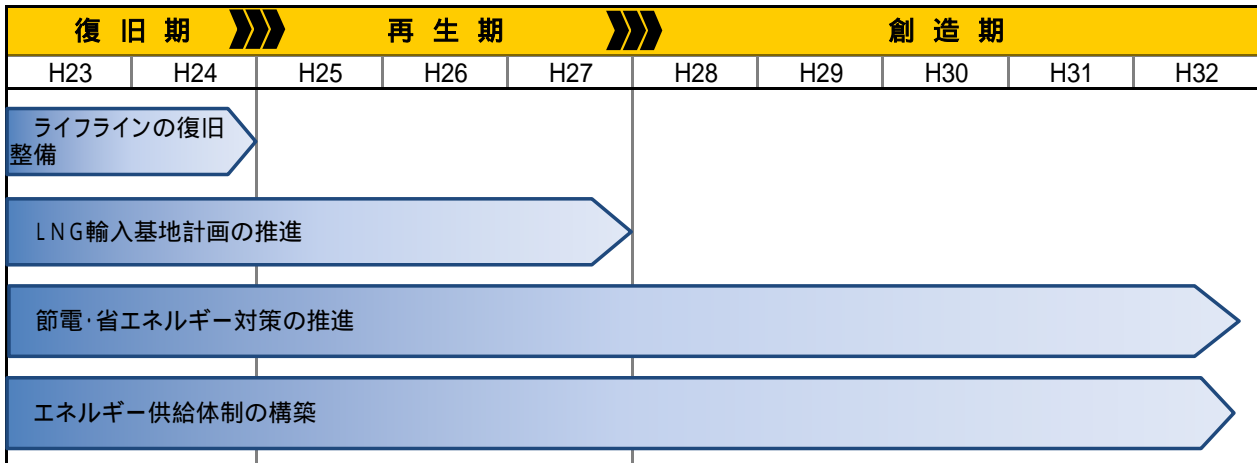 復旧期 再生期 創造期
H23 H24 H25 H26 H27 H28 H29 H30 H31 H32
ライフラインの復旧
整備
LNG輸入基地計画の推進
節電・省エネルギー対策の推進
エネルギー供給体制の構築